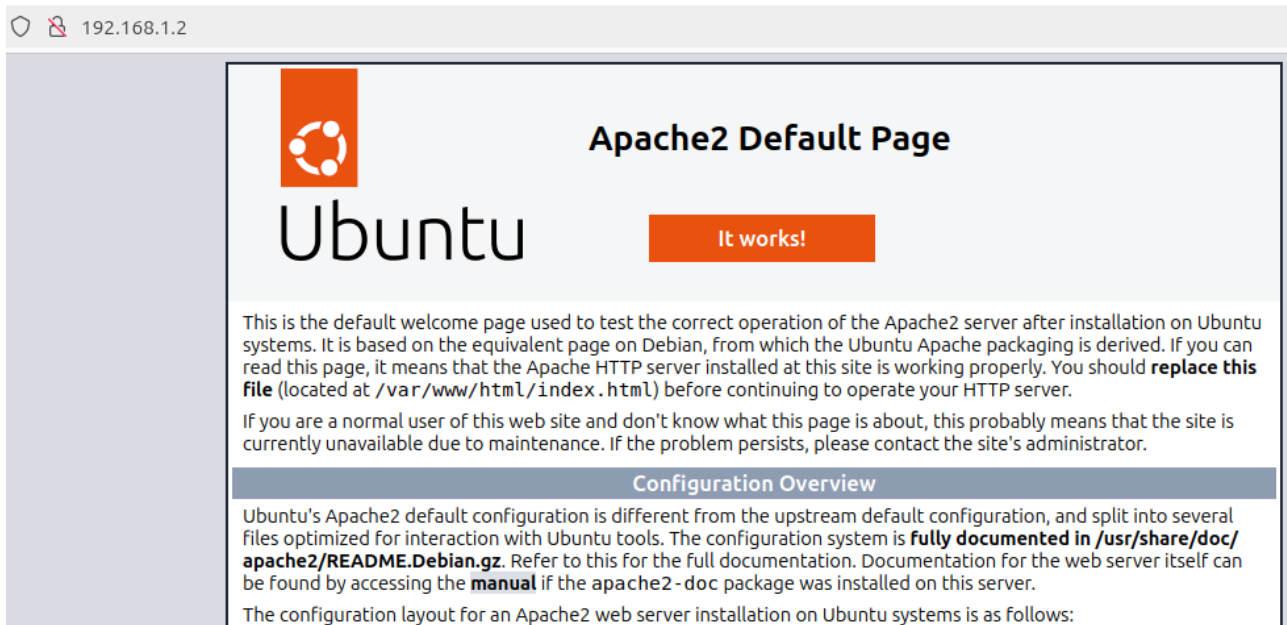 192.168.1.2
Apache2 Default Page
Ubuntu
It works!
This is the default welcome page used to test the correct operation of the Apache2 server after installation on Ubuntu
systems. It is based on the equivalent page on Debian, from which the Ubuntu Apache packaging is derived. If you can
read this page, it means that the Apache HTTP server installed at this site is working properly. You should replace this
file (located at /var/www/html/index.html) before continuing to operate your HTTP server.
If you are a normal user of this web site and don't know what this page is about, this probably means that the site is
currently unavailable due to maintenance. If the problem persists, please contact the site's administrator.
Configuration Overview
Ubuntu's Apache2 default configuration is different from the upstream default configuration, and split into several
files optimized for interaction with Ubuntu tools. The configuration system is fully documented in /usr/share/doc/
apache2/README.Debian.gz. Refer to this for the full documentation. Documentation for the web server itself can
be found by accessing the manual if the apache2-doc package was installed on this server.
The configuration layout for an Apache2 web server installation on Ubuntu systems is as follows: